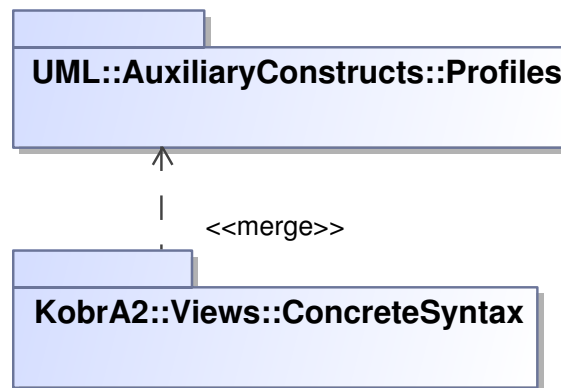 UML::AuxiliaryConstructs::Profiles
<<merge>>
KobrA2::Views::ConcreteSyntax